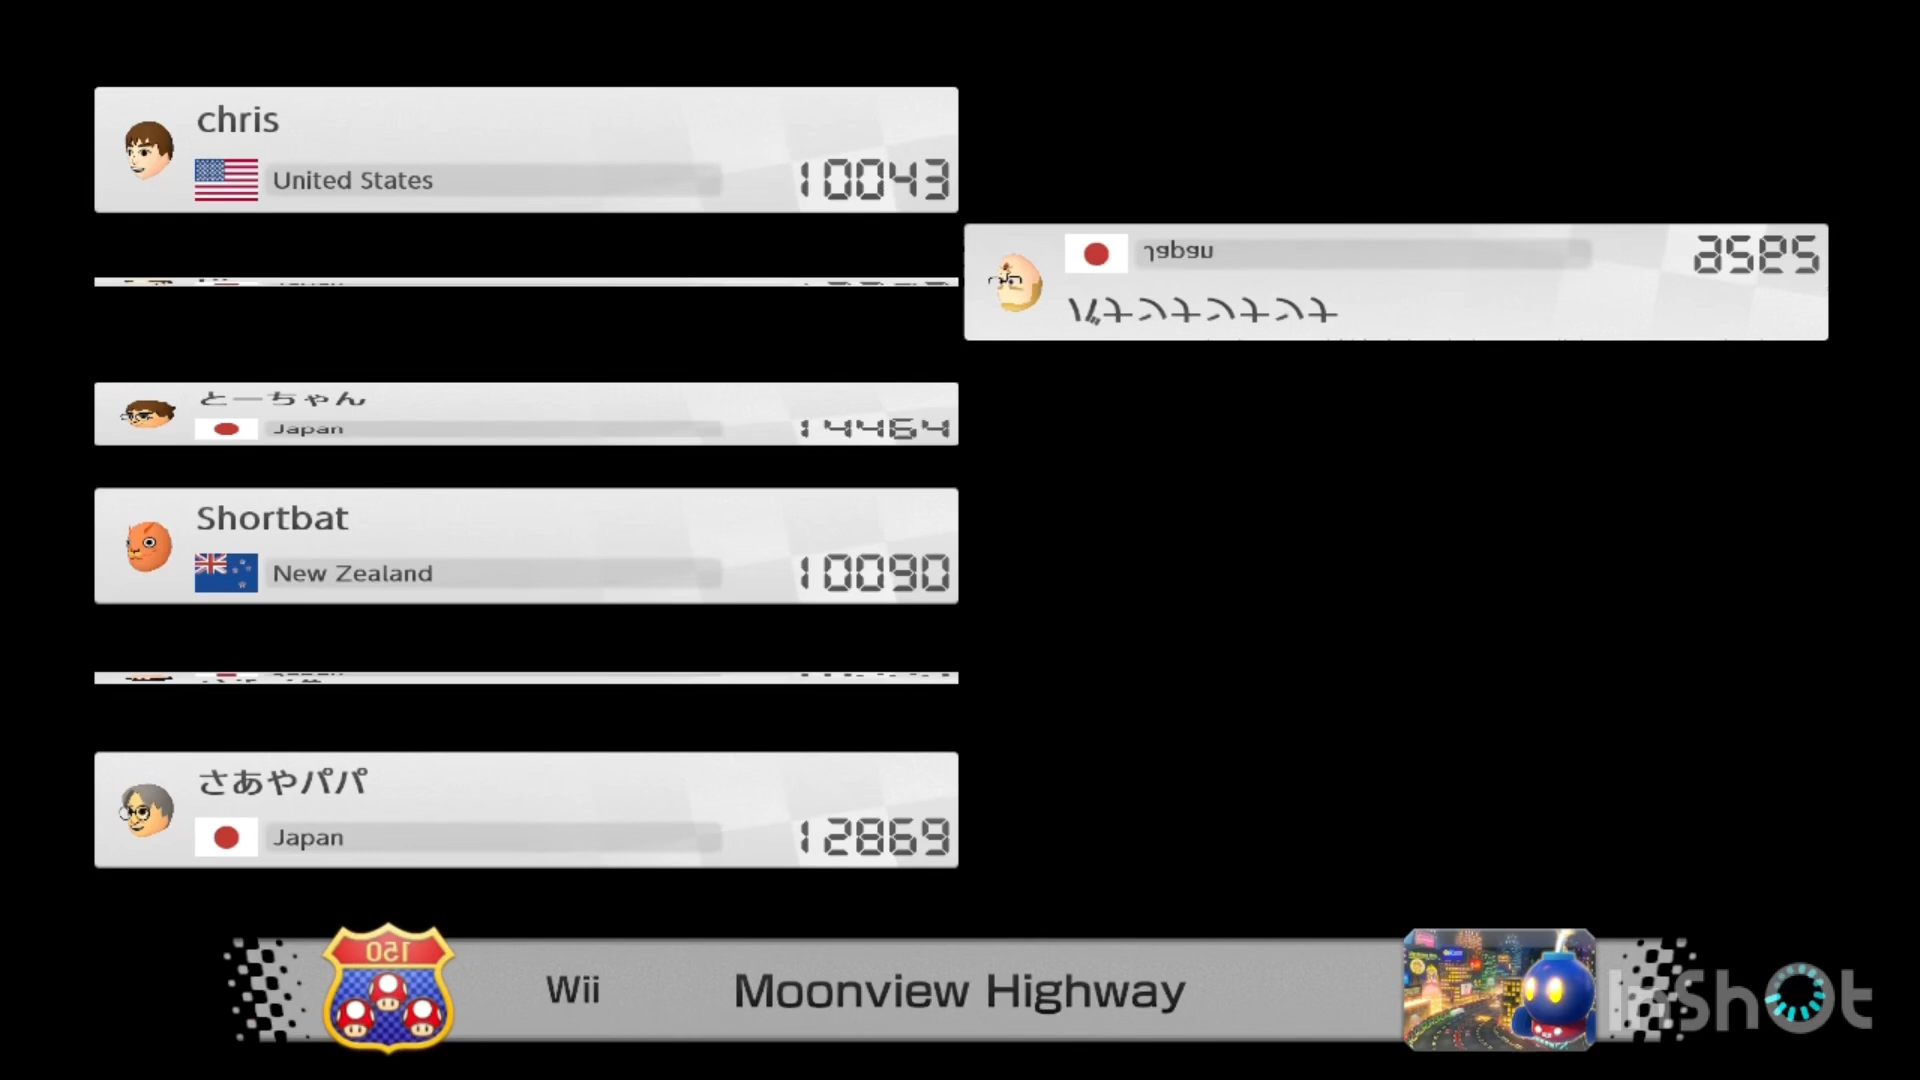 chris
United States
10043
Japan
とーちゃん
Japan
14464
Shortbat
New Zealand
10090
さあやパパ
Japan
12869
150
Wii
Moonview Highway
InShOt